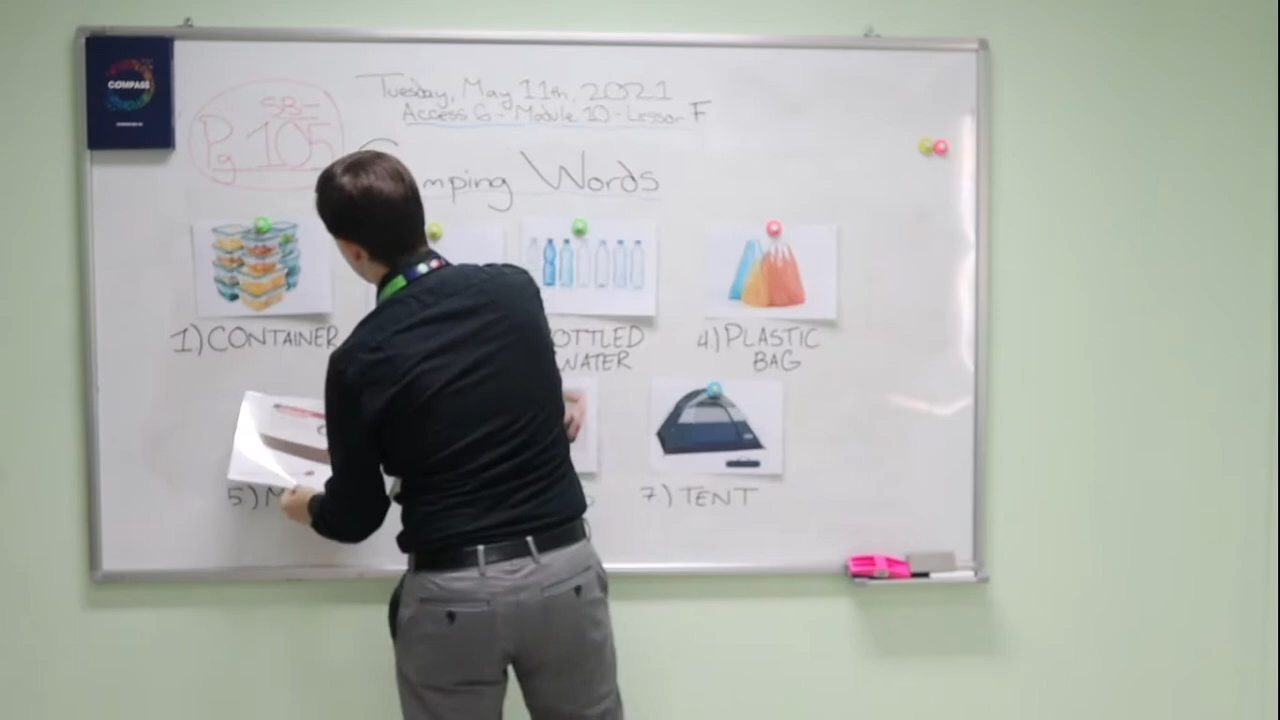 COMPASS
SB-
Pg 105
Tuesday, May 11th, 2021
Access 6 - Module 10 - Lesson F
mping Words
1) CONTAINER
OTTLED
WATER
4.) PLASTIC
BAG
5.) M
7.) TENT